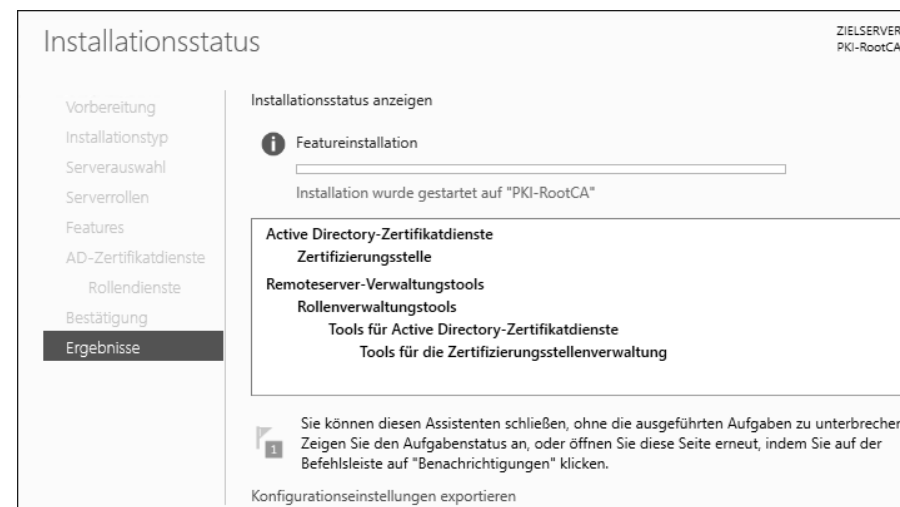 Installationsstatus
ZIELSERVER
PKI-RootCA
Vorbereitung
Installationstyp
Serverauswahl
Serverrollen
Features
AD-Zertifikatdienste
Rollendienste
Bestätigung
Ergebnisse
Installationsstatus anzeigen
Featureinstallation
Installation wurde gestartet auf "PKI-RootCA"
Active Directory-Zertifikatdienste
Zertifizierungsstelle
Remoteserver-Verwaltungstools
Rollenverwaltungstools
Tools für Active Directory-Zertifikatdienste
Tools für die Zertifizierungsstellenverwaltung
1
Sie können diesen Assistenten schließen, ohne die ausgeführten Aufgaben zu unterbrechen
Zeigen Sie den Aufgabenstatus an, oder öffnen Sie diese Seite erneut, indem Sie auf der
Befehlsleiste auf "Benachrichtigungen" klicken.
Konfigurationseinstellungen exportieren